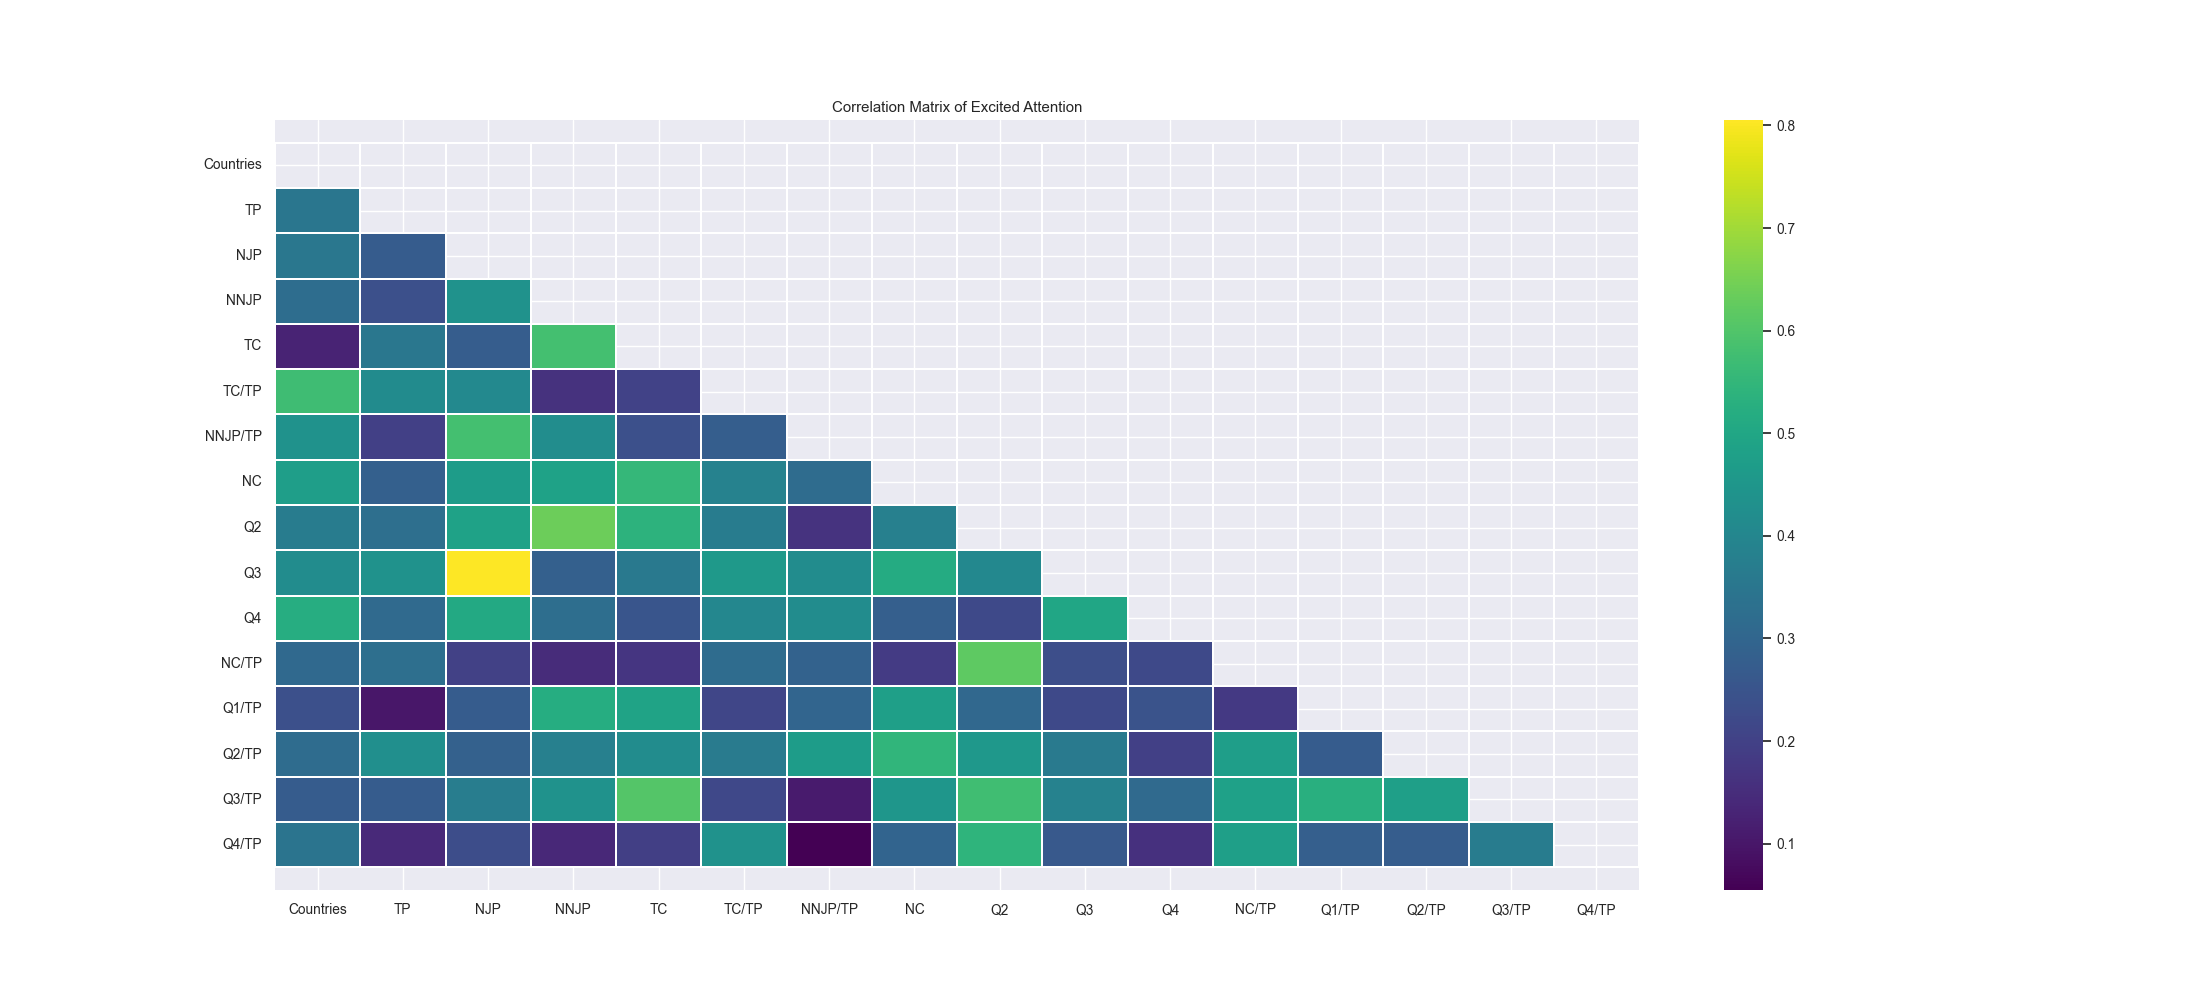 Correlation Matrix of Excited Attention
Countries
TP
NJP
NNJP
TC
TC/TP
NNJP/TP
NC
Q2
Q3
Q4
NC/TP
Q1/TP
Q2/TP
Q3/TP
Q4/TP
Countries TP NJP NNJP TC TC/TP NNJP/TP NC Q2 Q3 Q4 NC/TP Q1/TP Q2/TP Q3/TP Q4/TP
0.8
0.7
0.6
0.5
0.4
0.3
0.2
0.1